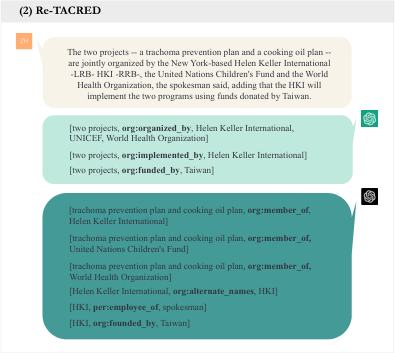 (2) Re-TACRED
The two projects -- a trachoma prevention plan and a cooking oil plan --
are jointly organized by the New York-based Helen Keller International
-LRB- HKI -RRB-, the United Nations Children's Fund and the World
Health Organization, the spokesman said, adding that the HKI will
implement the two programs using funds donated by Taiwan.
[two projects, org:organized_by, Helen Keller International,
UNICEF, World Health Organization]
[two projects, org:implemented_by, Helen Keller International]
[two projects, org:funded_by, Taiwan]
[trachoma prevention plan and cooking oil plan, org:member_of,
Helen Keller International]
[trachoma prevention plan and cooking oil plan, org:member_of,
United Nations Children's Fund]
[trachoma prevention plan and cooking oil plan, org:member_of,
World Health Organization]
[Helen Keller International, org:alternate_names, HKI]
[HKI, per:employee_of, spokesman]
[HKI, org:founded_by, Taiwan]